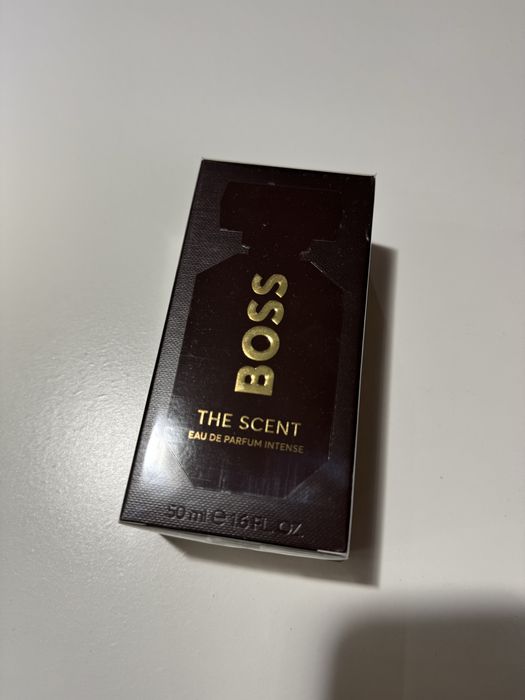 BOSS
THE SCENT
EAU DE PARFUM INTENSE
50 ml ℮ 1.6 FL. OZ.